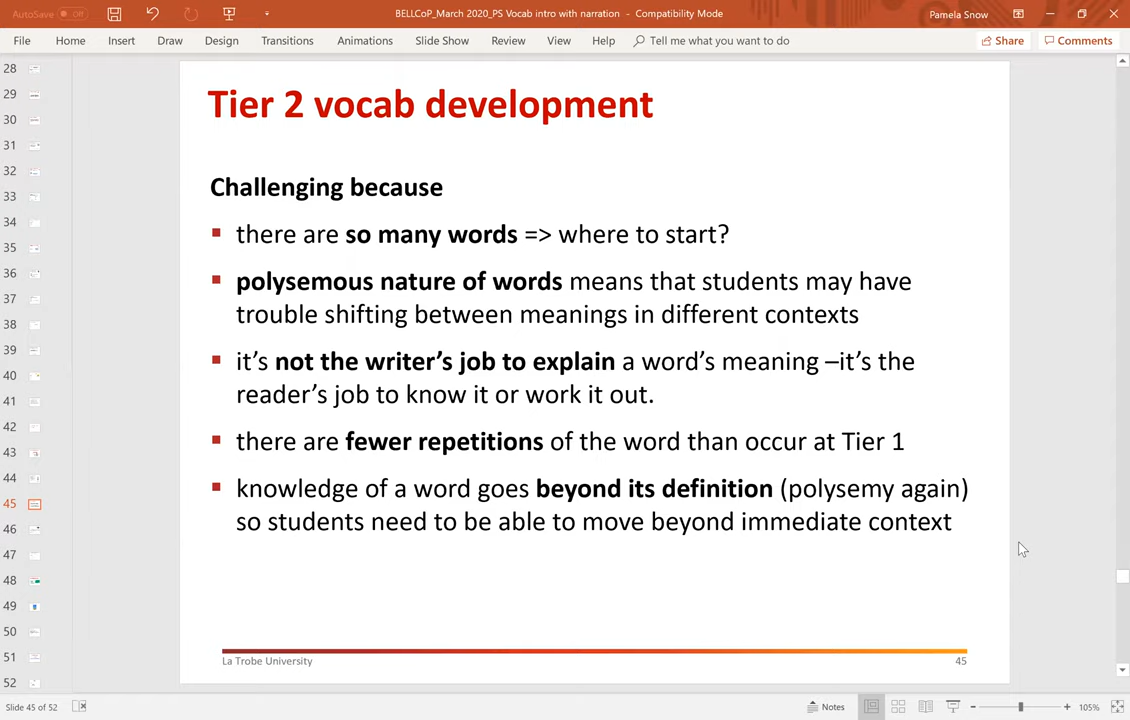 AutoSave Off
BELLCoP_March 2020_PS Vocab intro with narration - Compatibility Mode
Pamela Snow
File Home Insert Draw Design Transitions Animations Slide Show Review View Help Tell me what you want to do Share Comments
28
29
30
31
32
33
34
35
36
37
38
39
40
41
42
43
44
45
46
47
48
49
50
51
52
Tier 2 vocab development
Challenging because
there are so many words => where to start?
polysemous nature of words means that students may have
trouble shifting between meanings in different contexts
it’s not the writer’s job to explain a word’s meaning –it’s the
reader’s job to know it or work it out.
there are fewer repetitions of the word than occur at Tier 1
knowledge of a word goes beyond its definition (polysemy again)
so students need to be able to move beyond immediate context
La Trobe University 45
Slide 45 of 52 Notes 105%